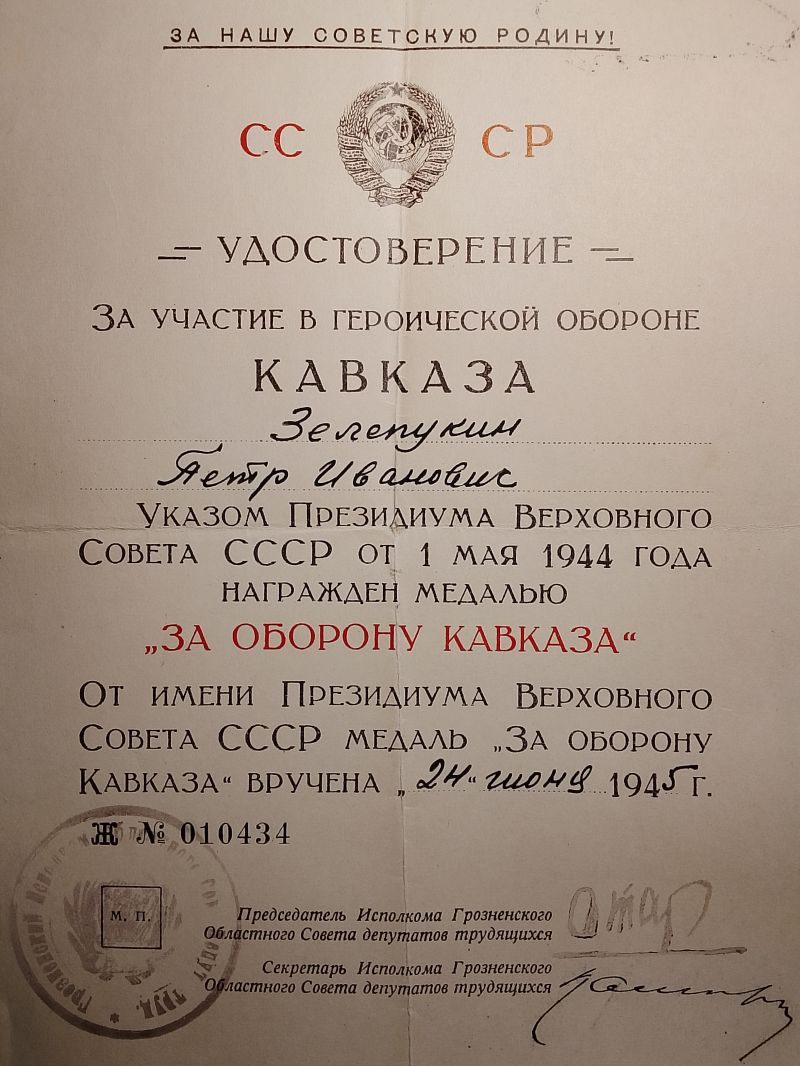 ЗА НАШУ СОВЕТСКУЮ РОДИНУ!
СС СР
УДОСТОВЕРЕНИЕ
ЗА УЧАСТИЕ В ГЕРОИЧЕСКОЙ ОБОРОНЕ
КАВКАЗА
Зелепукин
Петр Иванович
УКАЗОМ ПРЕЗИДИУМА ВЕРХОВНОГО
СОВЕТА СССР ОТ 1 МАЯ 1944 ГОДА
НАГРАЖДЕН МЕДАЛЬЮ
„ЗА ОБОРОНУ КАВКАЗА“
ОТ ИМЕНИ ПРЕЗИДИУМА ВЕРХОВНОГО
СОВЕТА СССР МЕДАЛЬ „ЗА ОБОРОНУ
КАВКАЗА“ ВРУЧЕНА „24“ июня 1945 г.
Ж № 010434
М. П.
Председатель Исполкома Грозненского
Областного Совета депутатов трудящихся
Секретарь Исполкома Грозненского
Областного Совета депутатов трудящихся